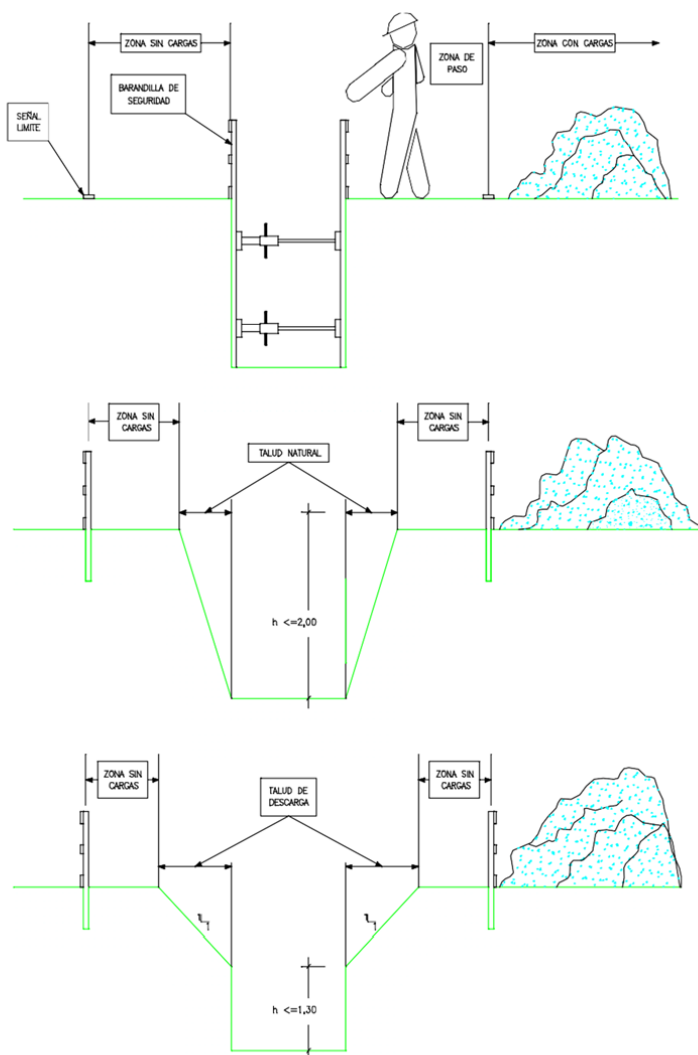 ZONA SIN CARGAS
ZONA CON CARGAS
ZONA DE
PASO
BARANDILLA DE
SEGURIDAD
SEÑAL
LIMITE
ZONA SIN
CARGAS
ZONA SIN
CARGAS
TALUD NATURAL
h <=2,00
ZONA SIN
CARGAS
ZONA SIN
CARGAS
TALUD DE
DESCARGA
h <=1,30